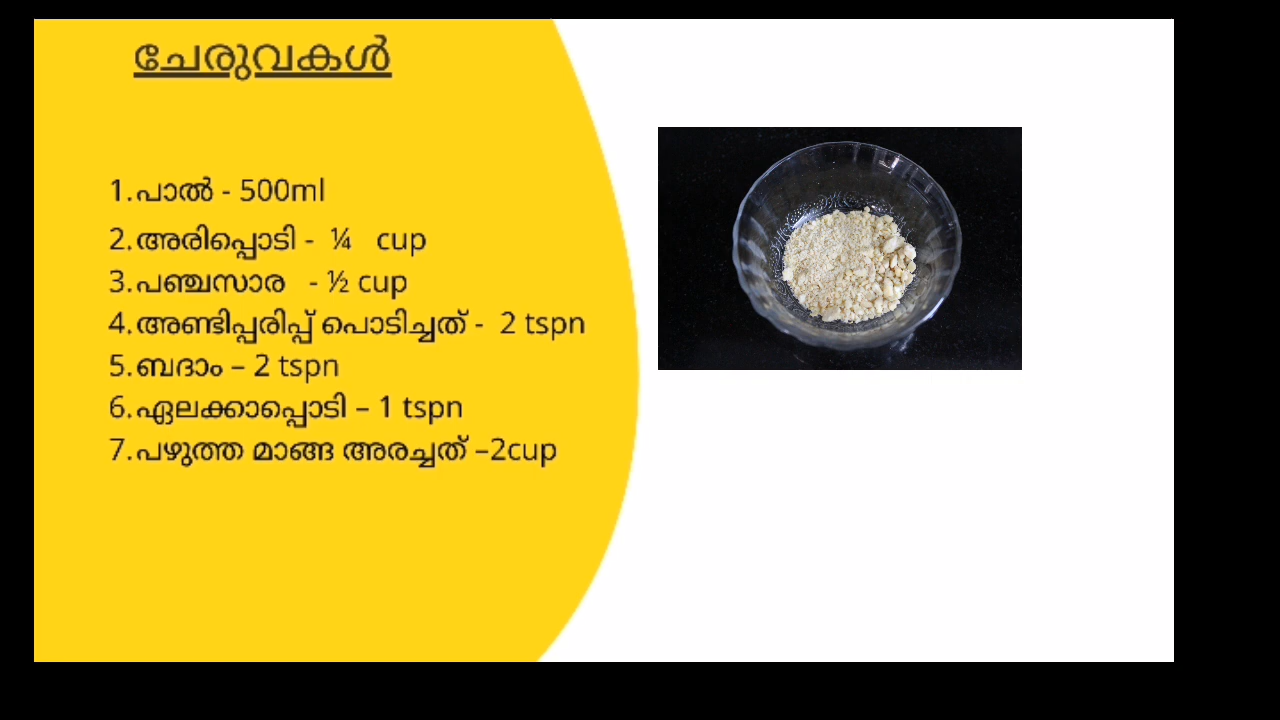 ചേരുവകൾ
1.പാൽ - 500ml
2.അരിപ്പൊടി - ¼ cup
3.പഞ്ചസാര - ½ cup
4.അണ്ടിപ്പരിപ്പ് പൊടിച്ചത് - 2 tspn
5.ബദാം – 2 tspn
6.ഏലക്കാപ്പൊടി – 1 tspn
7.പഴുത്ത മാങ്ങ അരച്ചത് –2cup